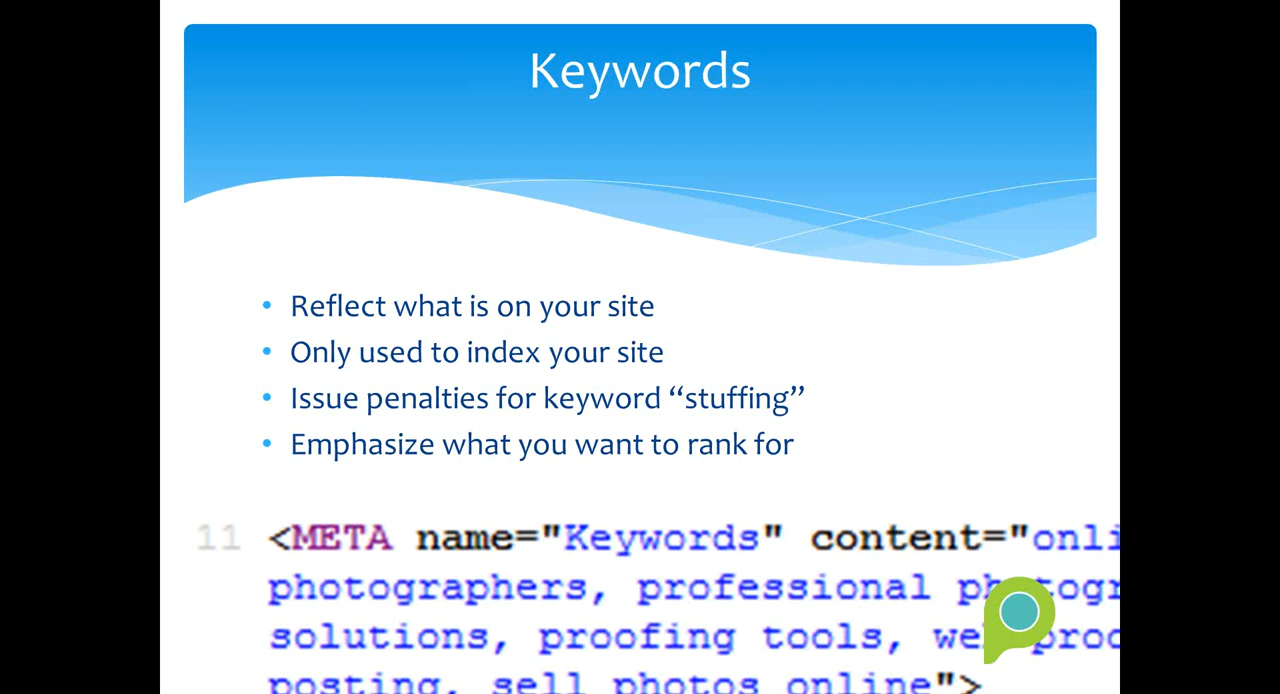 Keywords
• Reflect what is on your site
• Only used to index your site
• Issue penalties for keyword “stuffing”
• Emphasize what you want to rank for
11 <META name="Keywords" content="onli
photographers, professional photogr
solutions, proofing tools, we proo
posting, sell photos online">